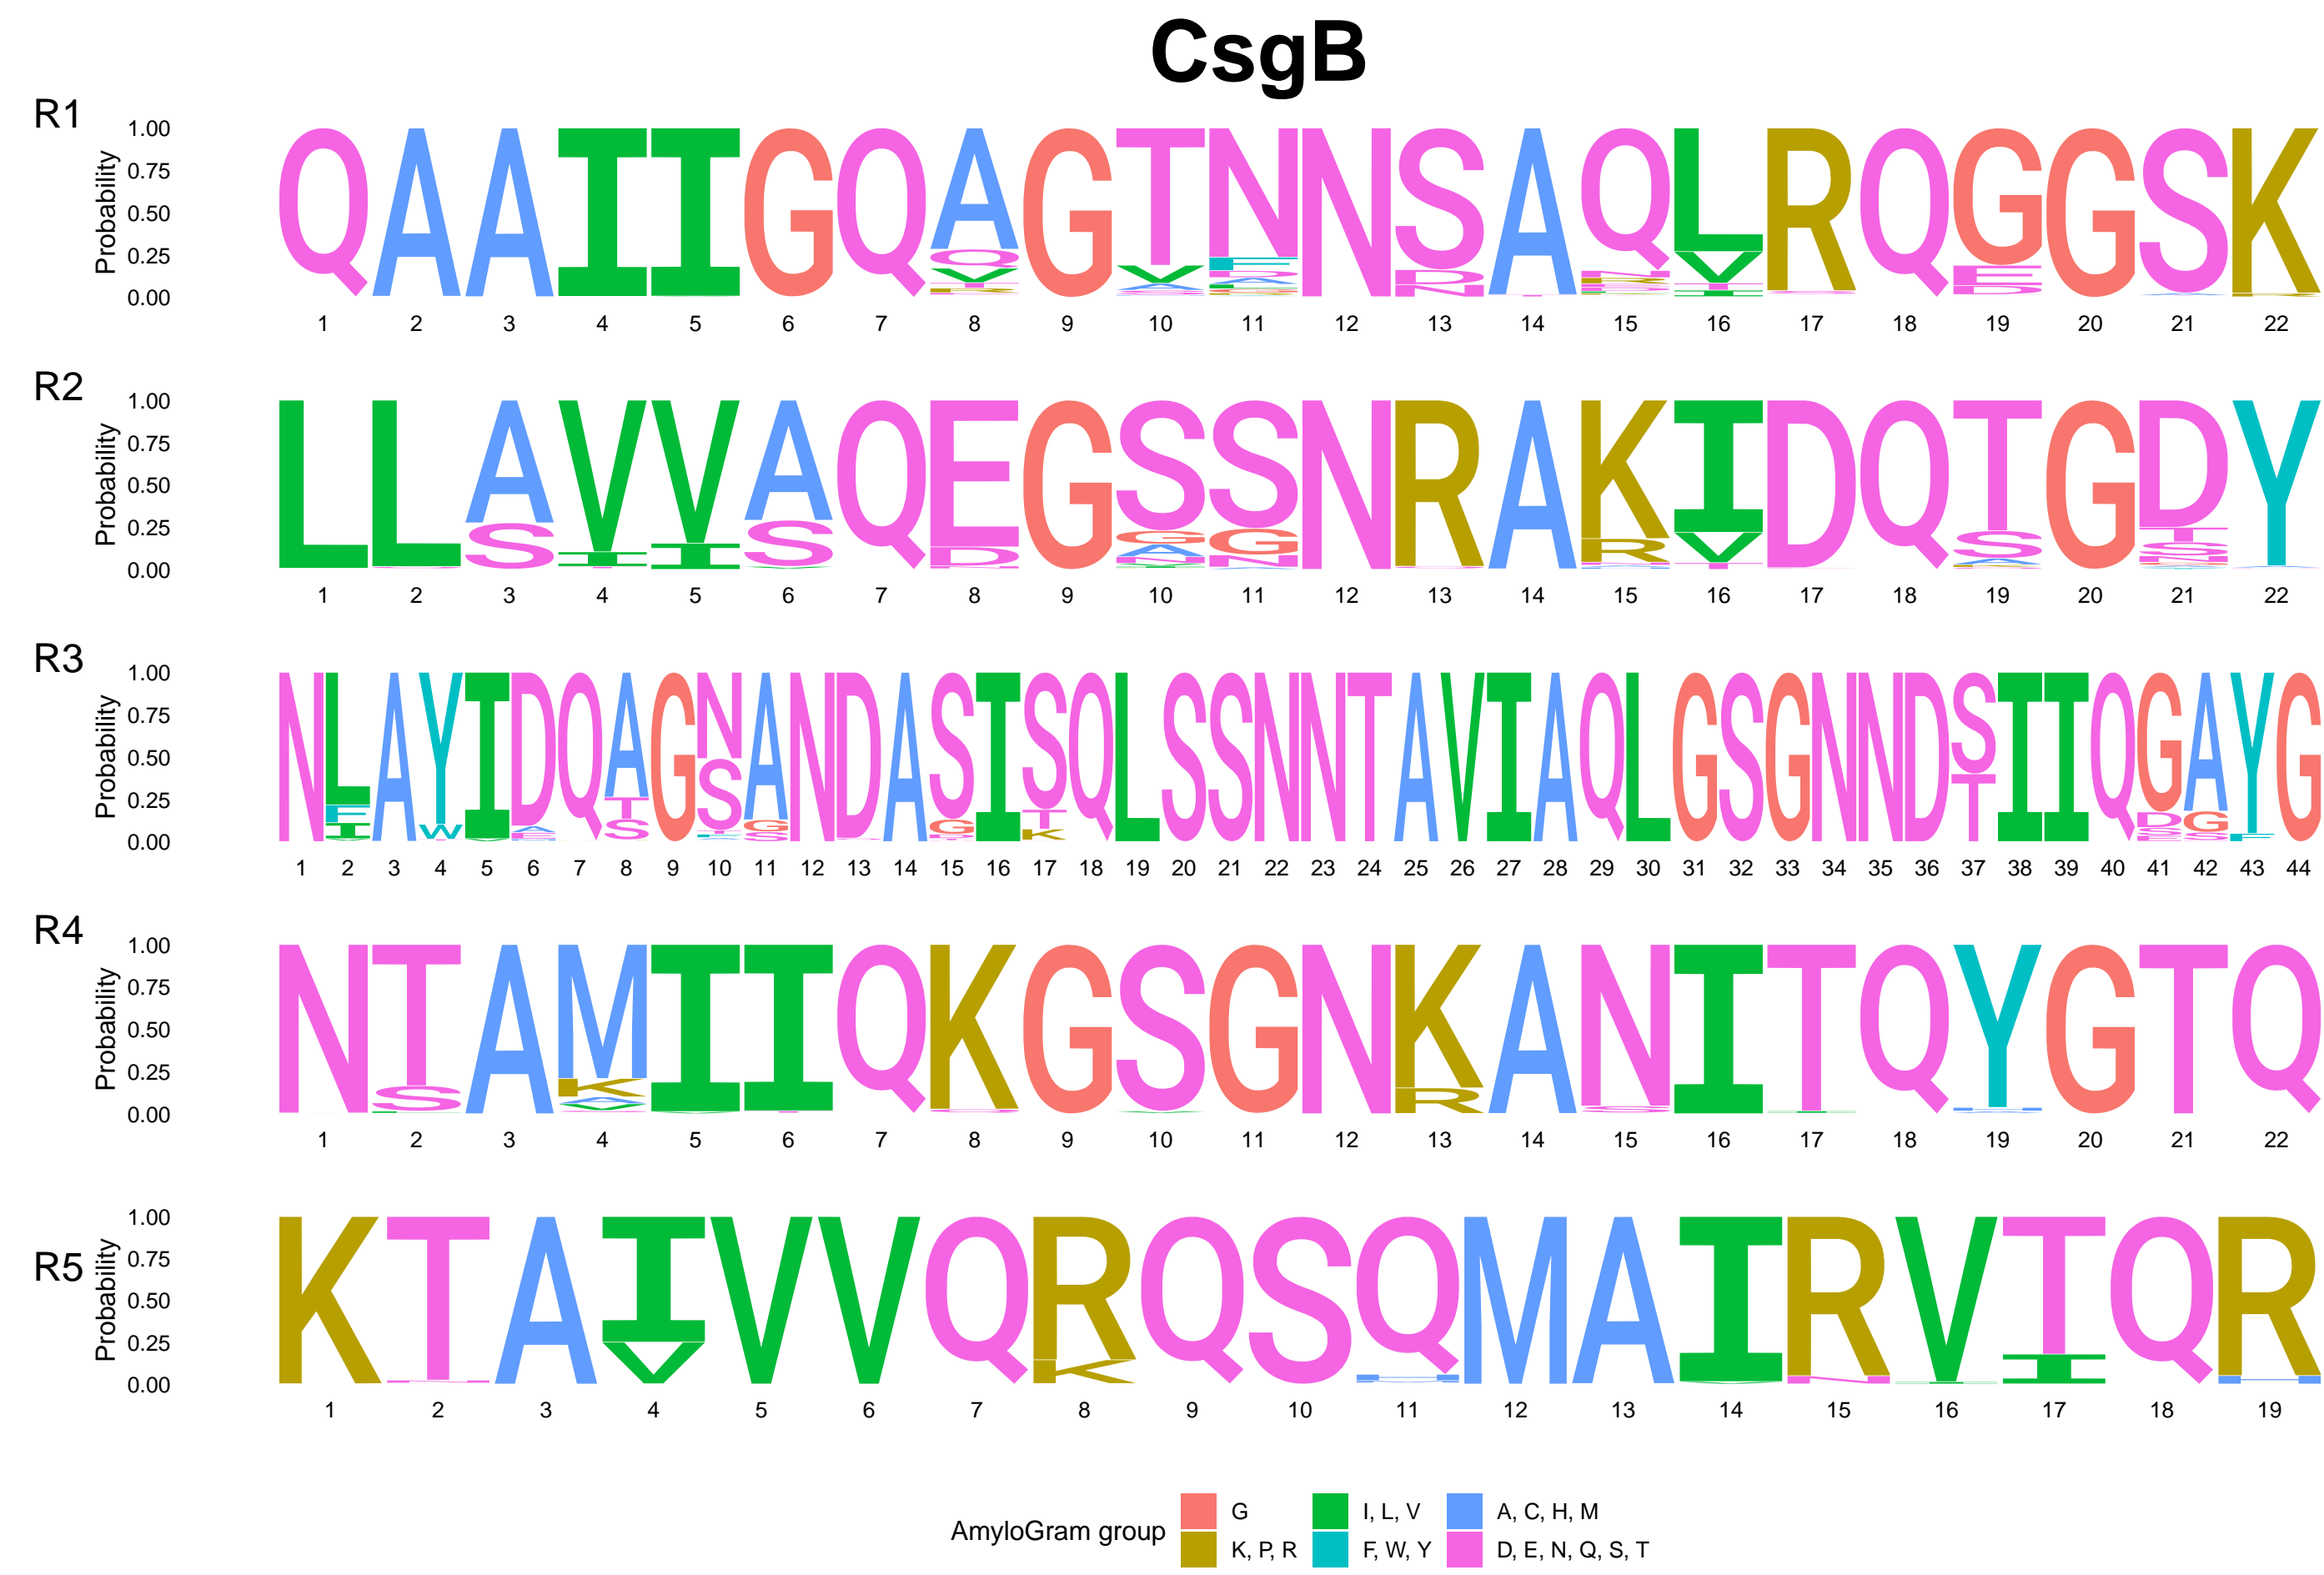 CsgB
R1
Probability
1.00
0.75
0.50
0.25
0.00
QAAIIGQAGTNNSAQLRQGGSK
1 2 3 4 5 6 7 8 9 10 11 12 13 14 15 16 17 18 19 20 21 22
R2
Probability
1.00
0.75
0.50
0.25
0.00
LLAVVAQEGSSNRAKIDQTGDY
1 2 3 4 5 6 7 8 9 10 11 12 13 14 15 16 17 18 19 20 21 22
R3
Probability
1.00
0.75
0.50
0.25
0.00
NLAYIDQAGNANDASISQLSSNNTAVIAQLGSGNNDSIIQGAYG
1 2 3 4 5 6 7 8 9 10 11 12 13 14 15 16 17 18 19 20 21 22 23 24 25 26 27 28 29 30 31 32 33 34 35 36 37 38 39 40 41 42 43 44
R4
Probability
1.00
0.75
0.50
0.25
0.00
NTAMIIQKGSGNKANITQYGTQ
1 2 3 4 5 6 7 8 9 10 11 12 13 14 15 16 17 18 19 20 21 22
R5
Probability
1.00
0.75
0.50
0.25
0.00
KTAIVVQRQSQMAIRVTQR
1 2 3 4 5 6 7 8 9 10 11 12 13 14 15 16 17 18 19
AmyloGram group
G
I, L, V
A, C, H, M
K, P, R
F, W, Y
D, E, N, Q, S, T